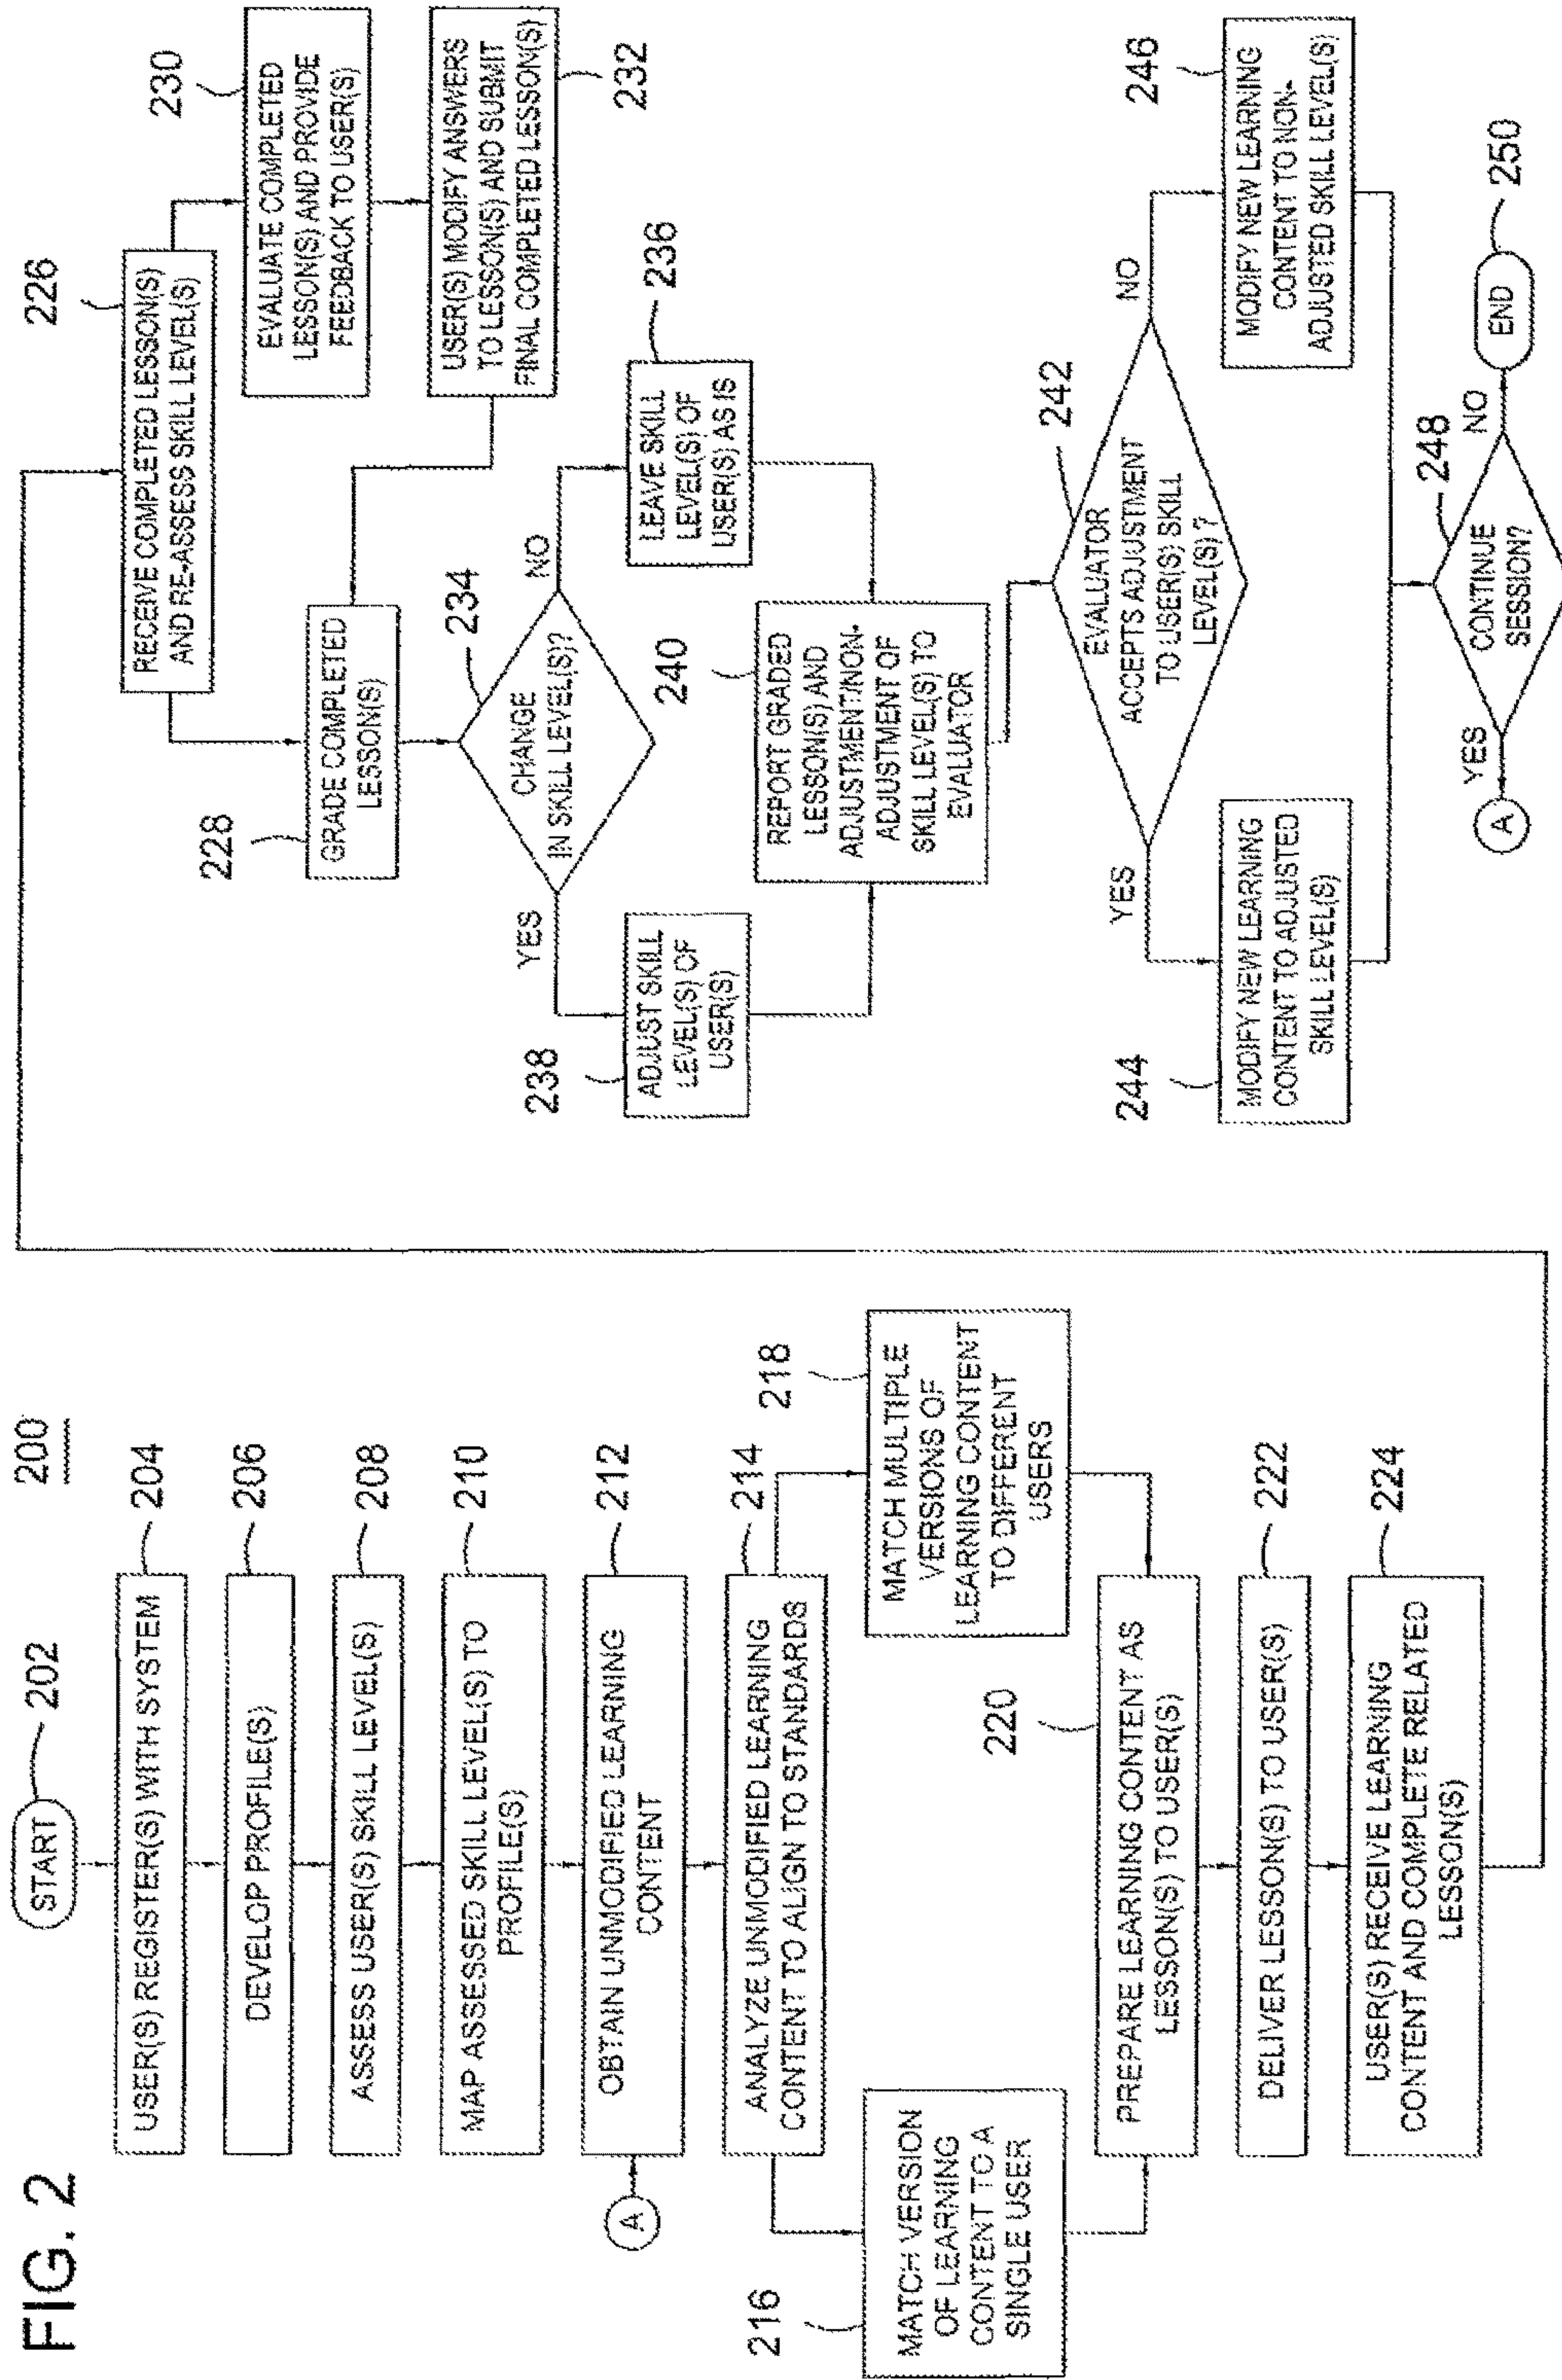 FIG. 2
200
START
202
USER(S) REGISTER(S) WITH SYSTEM
204
DEVELOP PROFILE(S)
206
ASSESS USER(S) SKILL LEVEL(S)
208
MAP ASSESSED SKILL LEVEL(S) TO
PROFILE(S)
210
A
OBTAIN UNMODIFIED LEARNING
CONTENT
212
ANALYZE UNMODIFIED LEARNING
CONTENT TO ALIGN TO STANDARDS
214
216
MATCH VERSION
OF LEARNING
CONTENT TO A
SINGLE USER
MATCH MULTIPLE
VERSIONS OF
LEARNING CONTENT
TO DIFFERENT
USERS
218
220
PREPARE LEARNING CONTENT AS
LESSON(S) TO USER(S)
DELIVER LESSON(S) TO USER(S)
222
USER(S) RECEIVE LEARNING
CONTENT AND COMPLETE RELATED
LESSON(S)
224
RECEIVE COMPLETED LESSON(S)
AND RE-ASSESS SKILL LEVEL(S)
226
228
GRADE COMPLETED
LESSON(S)
EVALUATE COMPLETED
LESSON(S) AND PROVIDE
FEEDBACK TO USER(S)
230
USER(S) MODIFY ANSWERS
TO LESSON(S) AND SUBMIT
FINAL COMPLETED LESSON(S)
232
CHANGE
IN SKILL LEVEL(S)?
234
YES
NO
238
ADJUST SKILL
LEVEL(S) OF
USER(S)
LEAVE SKILL
LEVEL(S) OF
USER(S) AS IS
236
REPORT GRADED
LESSON(S) AND
ADJUSTMENT/NON-
ADJUSTMENT OF
SKILL LEVEL(S) TO
EVALUATOR
240
EVALUATOR
ACCEPTS ADJUSTMENT
TO USER(S) SKILL
LEVEL(S) ?
242
YES
NO
244
MODIFY NEW LEARNING
CONTENT TO ADJUSTED
SKILL LEVEL(S)
MODIFY NEW LEARNING
CONTENT TO NON-
ADJUSTED SKILL LEVEL(S)
246
CONTINUE
SESSION?
248
YES
NO
A
END
250